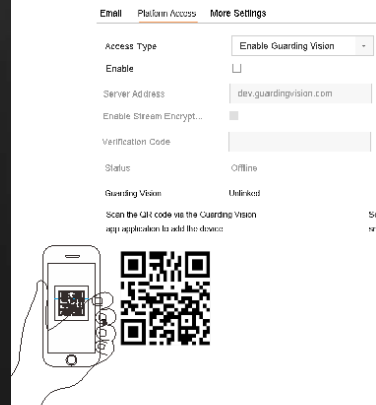 Email Platform Access More Settings
Access Type Enable Guarding Vision
Enable
Server Address dev.guardingvision.com
Enable Stream Encrypt...
Verification Code
Status Offline
Guarding Vision Unlinked
Scan the QR code via the Guarding Vision
app application to add the device